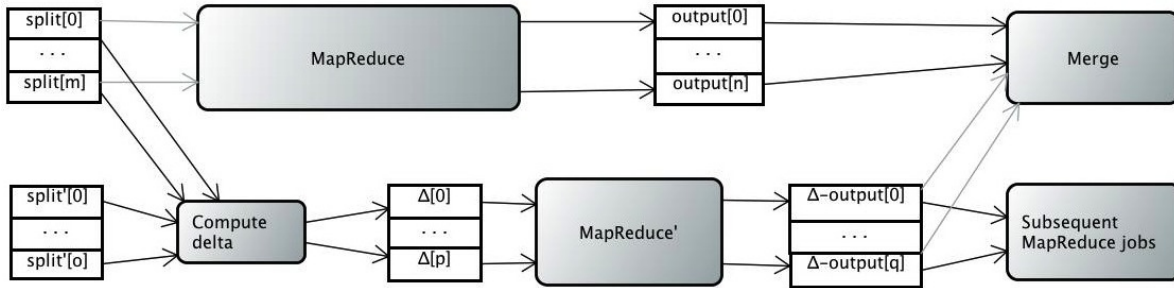 split[0]
. . .
split[m]
MapReduce
output[0]
. . .
output[n]
Merge
split'[0]
. . .
split'[o]
Compute
delta
Δ[0]
. . .
Δ[p]
MapReduce'
Δ-output[0]
. . .
Δ-output[q]
Subsequent
MapReduce jobs